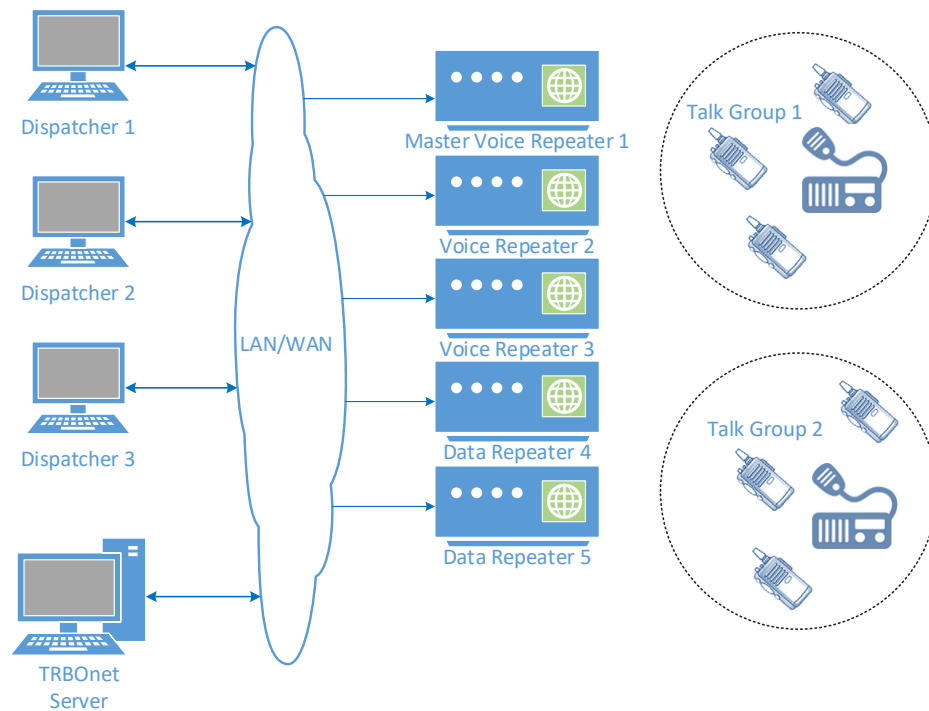 Dispatcher 1
Dispatcher 2
Dispatcher 3
TRBOnet
Server
LAN/WAN
Master Voice Repeater 1
Voice Repeater 2
Voice Repeater 3
Data Repeater 4
Data Repeater 5
Talk Group 1
Talk Group 2